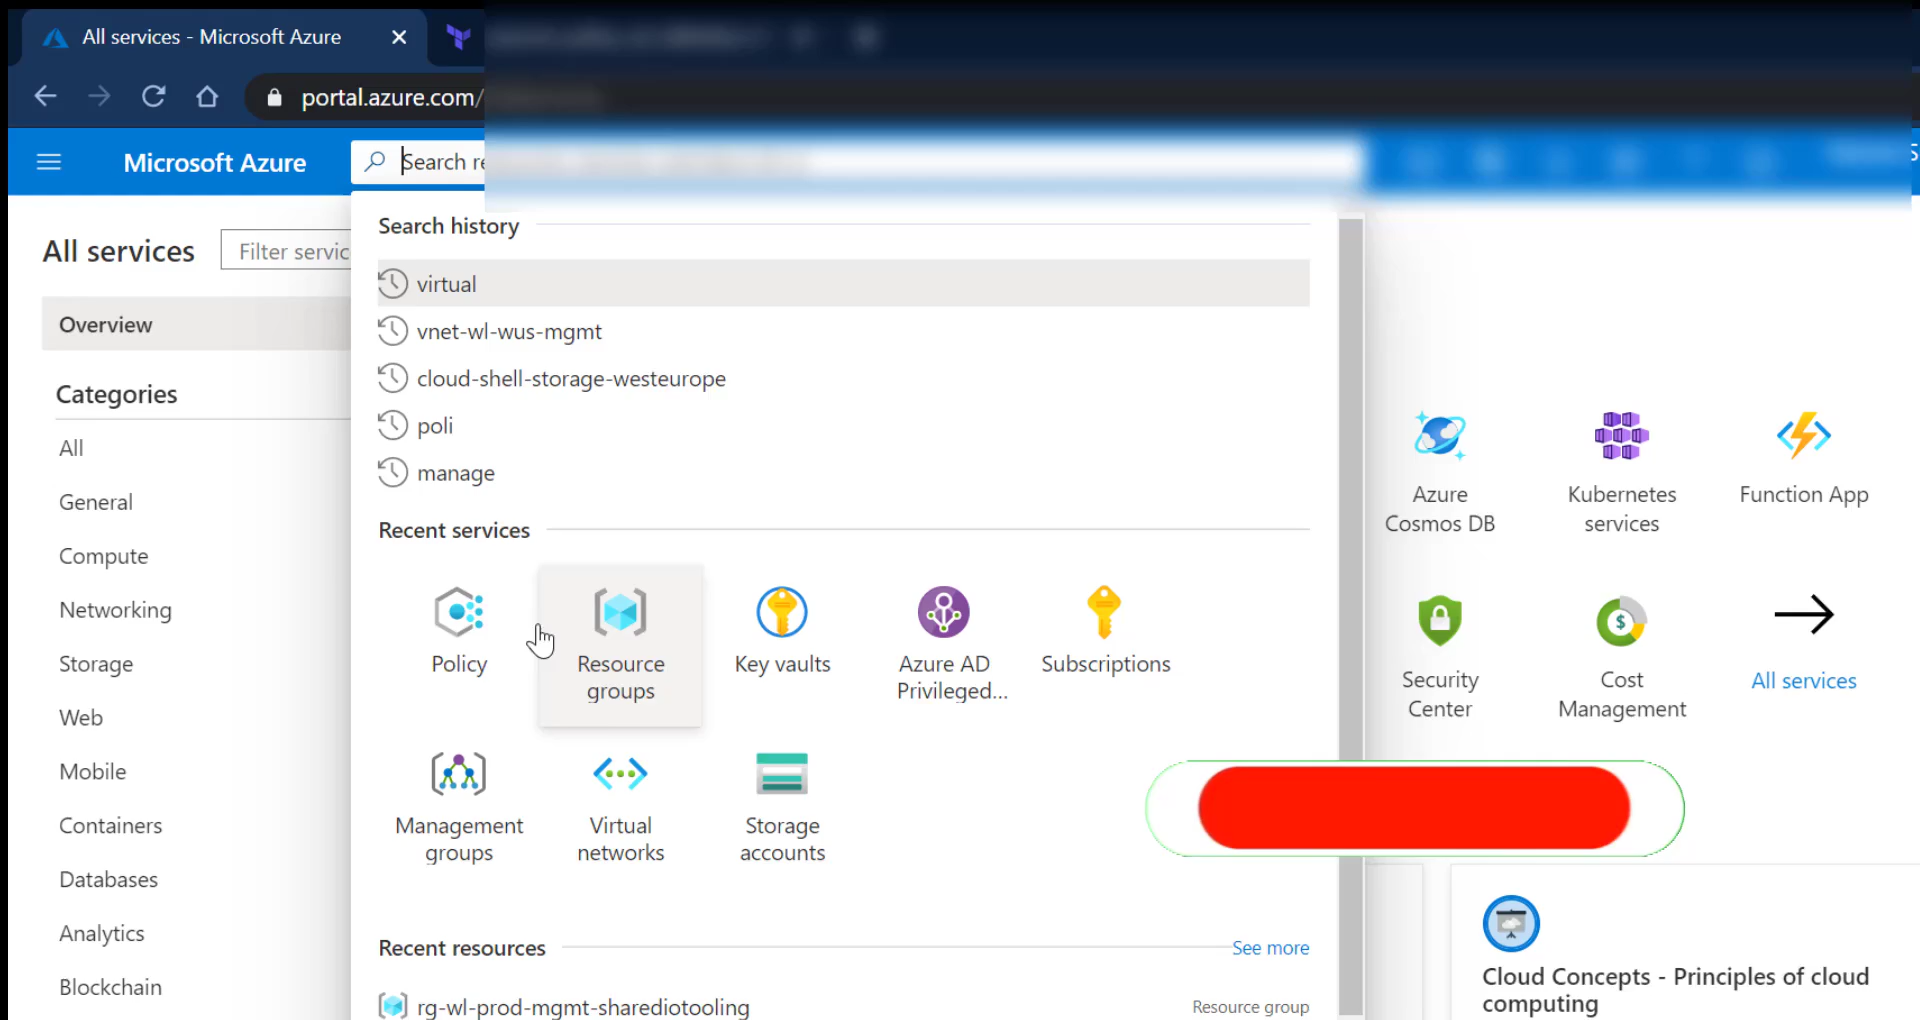 All services - Microsoft Azure
portal.azure.com/
Microsoft Azure
Search re
All services
Filter servic
Overview
Categories
All
General
Compute
Networking
Storage
Web
Mobile
Containers
Databases
Analytics
Blockchain
Search history
virtual
vnet-wl-wus-mgmt
cloud-shell-storage-westeurope
poli
manage
Recent services
Policy
Resource
groups
Key vaults
Azure AD
Privileged...
Subscriptions
Management
groups
Virtual
networks
Storage
accounts
Recent resources
See more
rg-wl-prod-mgmt-sharediotooling
Resource group
Azure
Cosmos DB
Kubernetes
services
Function App
Security
Center
Cost
Management
All services
Cloud Concepts - Principles of cloud
computing